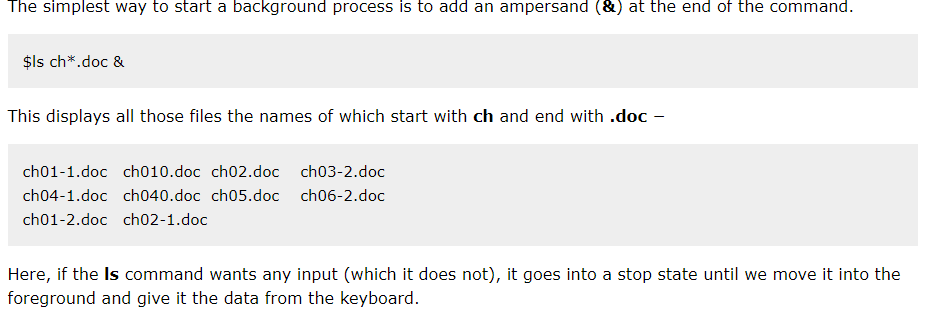 The simplest way to start a background process is to add an ampersand (&) at the end of the command.
$ls ch*.doc &
This displays all those files the names of which start with ch and end with .doc −
ch01-1.doc ch010.doc ch02.doc ch03-2.doc
ch04-1.doc ch040.doc ch05.doc ch06-2.doc
ch01-2.doc ch02-1.doc
Here, if the ls command wants any input (which it does not), it goes into a stop state until we move it into the
foreground and give it the data from the keyboard.